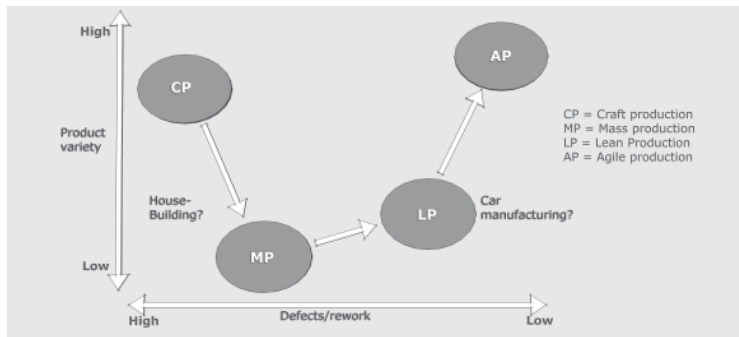 High
AP
CP
CP = Craft production
MP = Mass production
LP = Lean Production
AP = Agile production
Product
variety
House-
Building?
LP
Car
manufacturing?
MP
Low
Defects/rework
High
Low